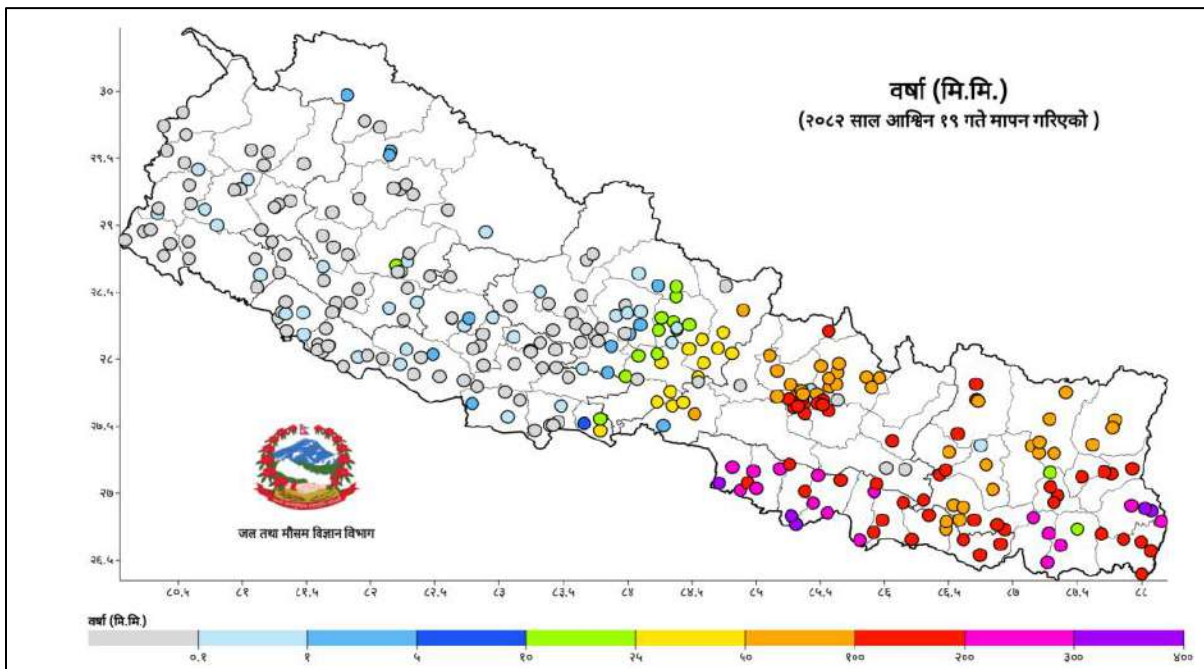 वर्षा (मि.मि.)
(२०८२ साल आश्विन १९ गते मापन गरिएको )
३०
२९.५
२९
२८.५
२८
२७.५
२७
२६.५
जल तथा मौसम विज्ञान विभाग
८०.५ ८१ ८१.५ ८२ ८२.५ ८३ ८३.५ ८४ ८४.५ ८५ ८५.५ ८६ ८६.५ ८७ ८७.५ ८८
वर्षा (मि.मि.)
०.१ १ ५ १० २५ ५० १०० २०० ३०० ४००